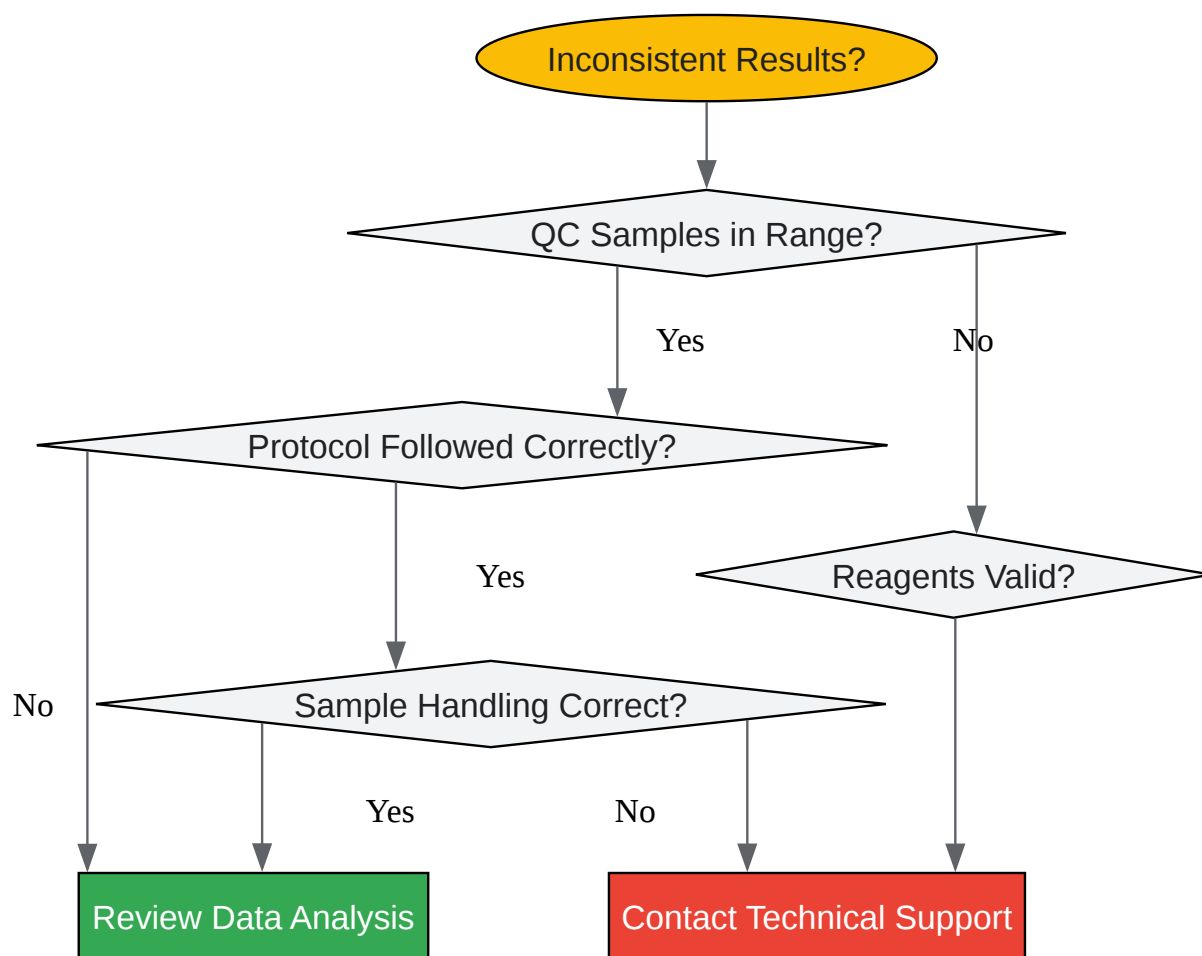 Inconsistent Results?
QC Samples in Range?
Yes
No
Protocol Followed Correctly?
Yes
Reagents Valid?
No
Sample Handling Correct?
Yes
No
Review Data Analysis
Contact Technical Support